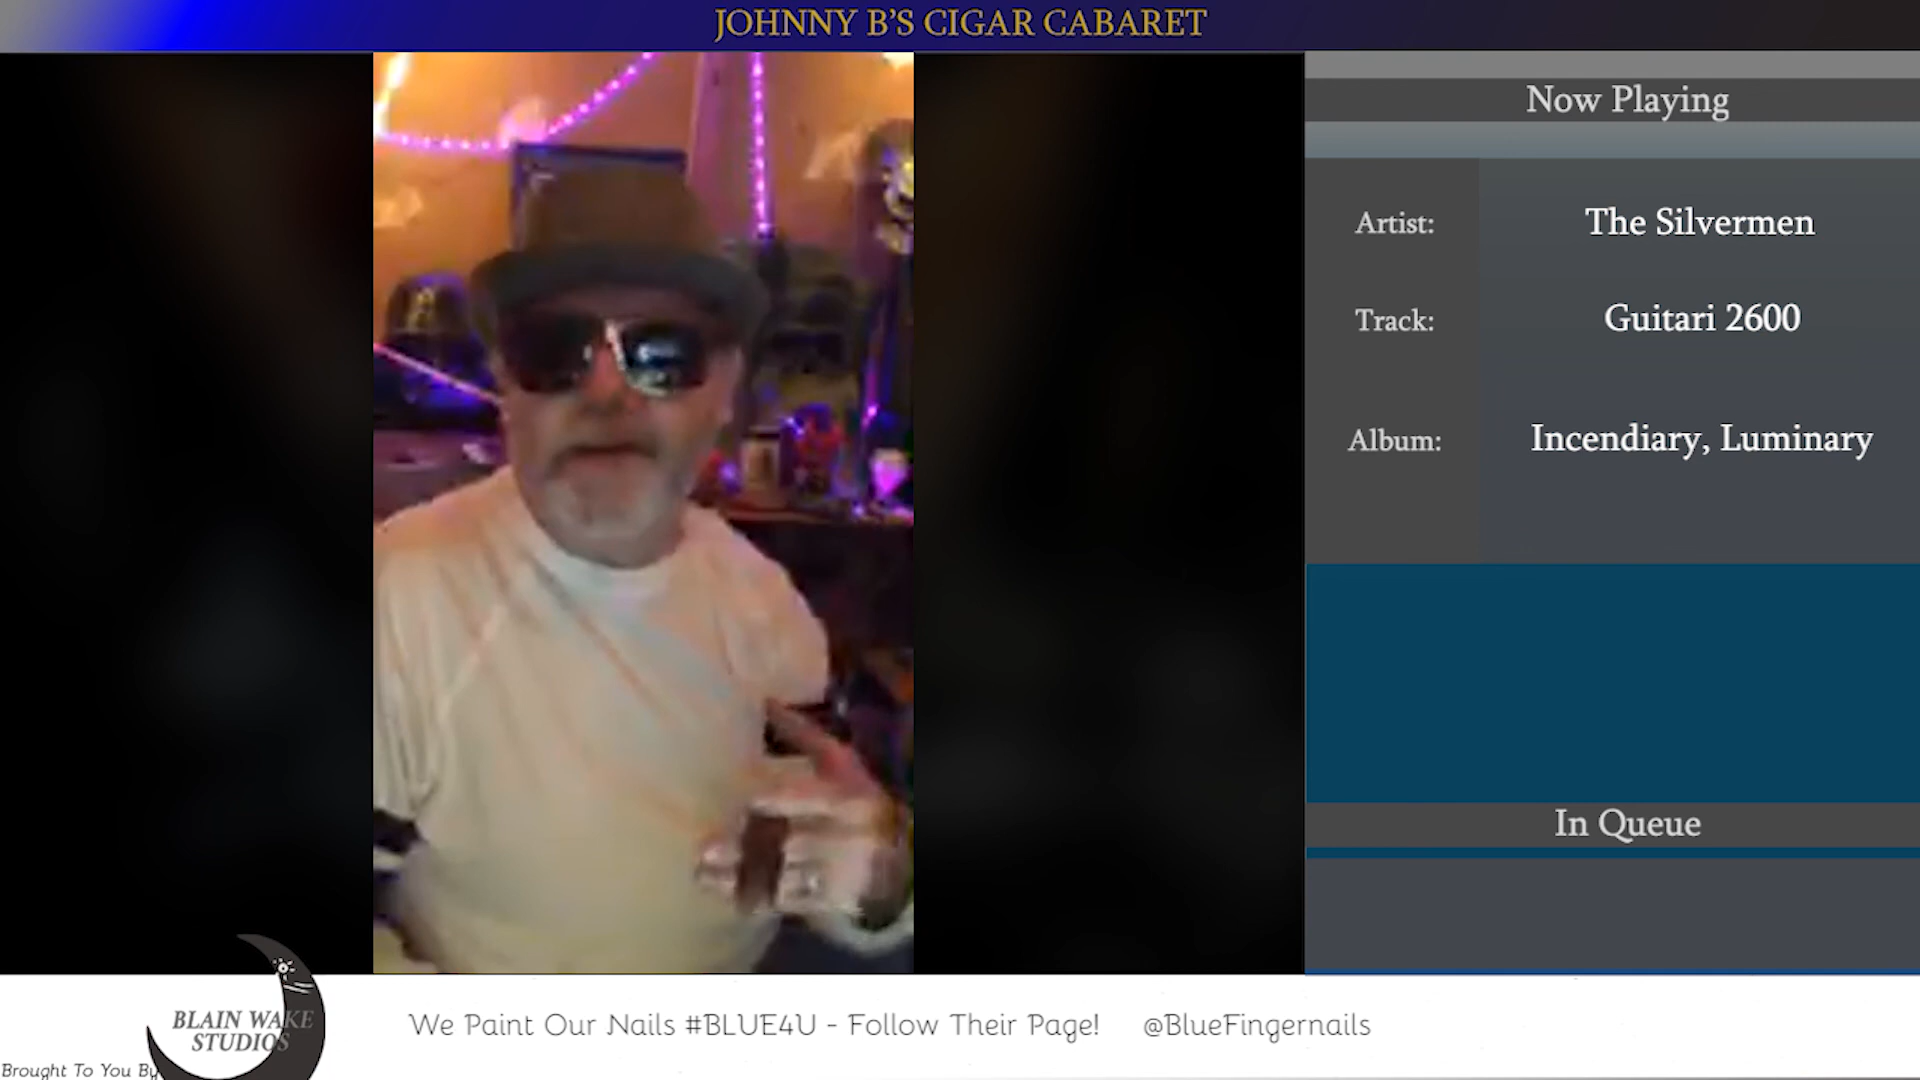 JOHNNY B'S CIGAR CABARET
Now Playing
Artist: The Silvermen
Track: Guitari 2600
Album: Incendiary, Luminary
In Queue
BLAIN WAKE
STUDIOS
We Paint Our Nails #BLUE4U - Follow Their Page! @BlueFingernails
Brought To You By